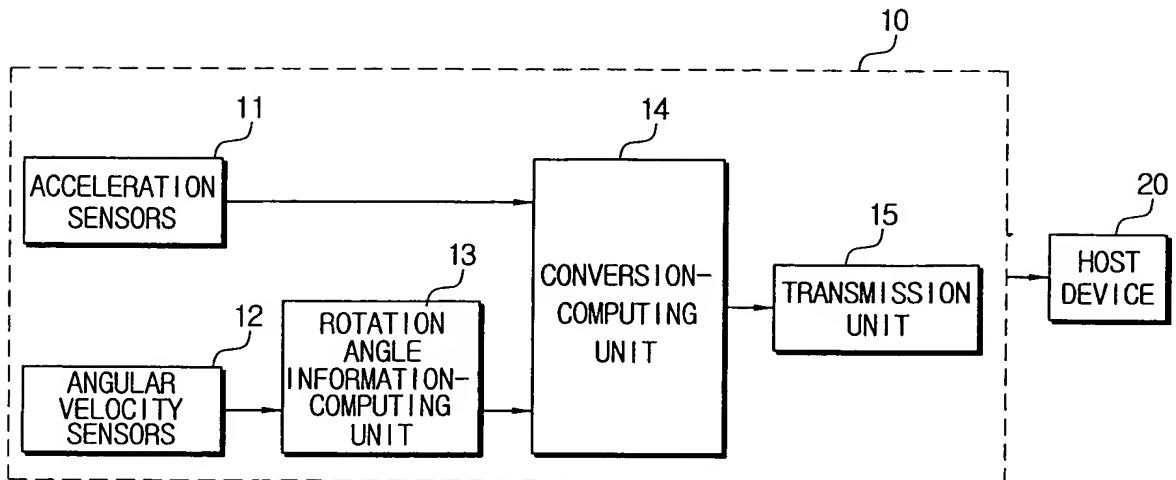 10
11
ACCELERATION
SENSORS
14
CONVERSION-
COMPUTING
UNIT
15
TRANSMISSION
UNIT
20
HOST
DEVICE
12
ANGULAR
VELOCITY
SENSORS
13
ROTATION
ANGLE
INFORMATION-
COMPUTING
UNIT